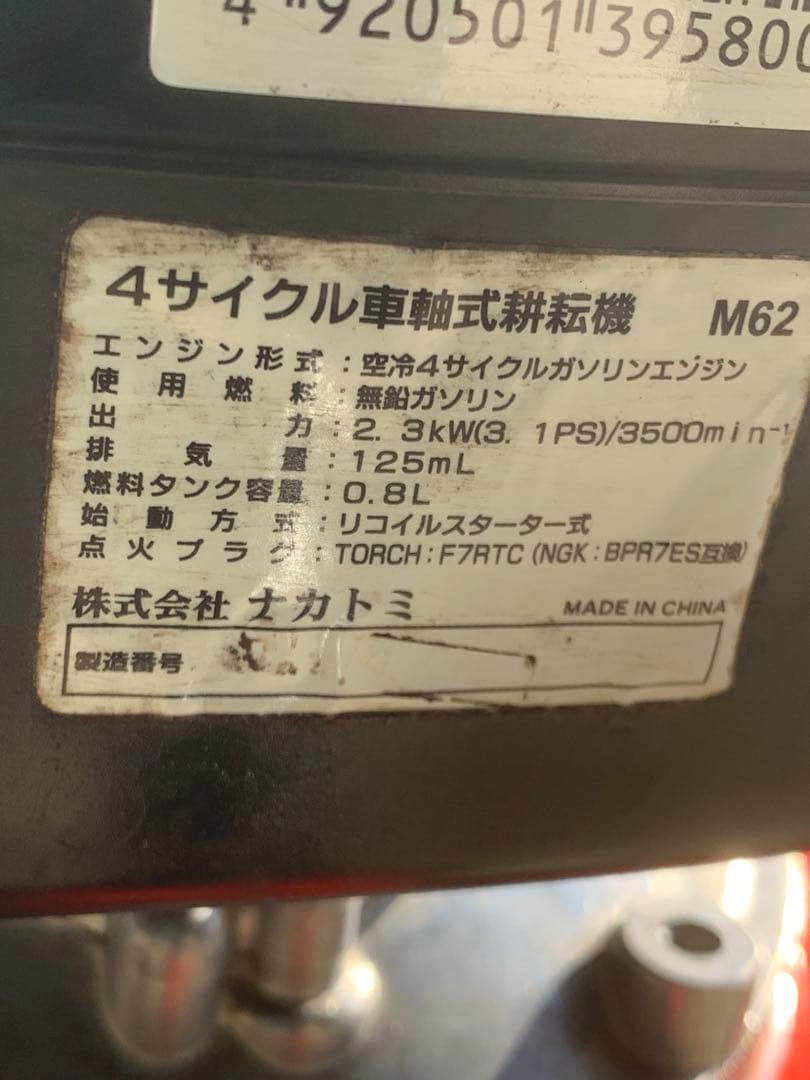 4 920501 395800
4サイクル車軸式耕耘機 M62
エンジン形式：空冷4サイクルガソリンエンジン
使用燃料：無鉛ガソリン
出力：2.3kW(3.1PS)/3500min⁻¹
排気量：125mL
燃料タンク容量：0.8L
始動方式：リコイルスターター式
点火プラグ：TORCH：F7RTC (NGK：BPR7ES互換)
株式会社 ナカトミ MADE IN CHINA
製造番号